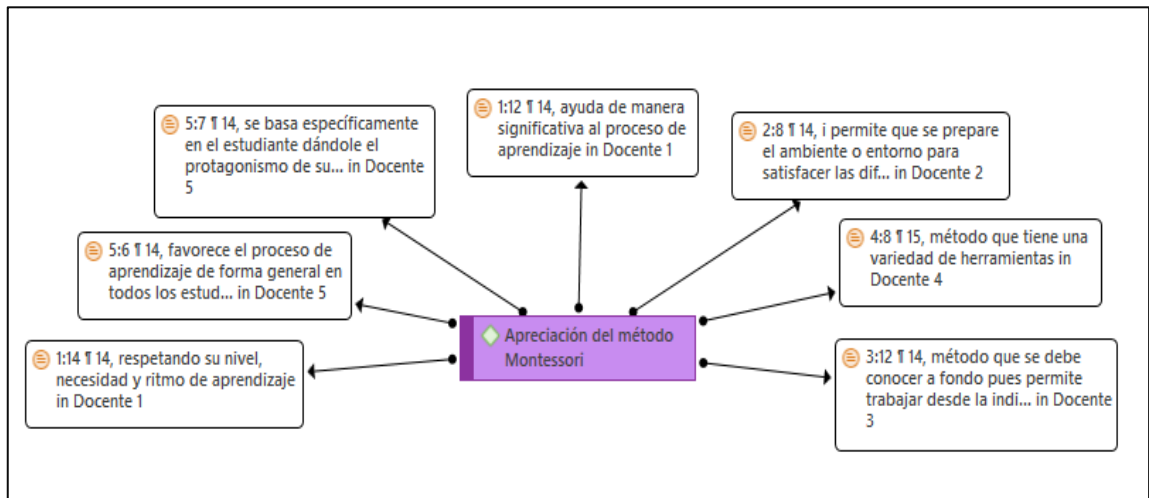 1:12 ¶ 14, ayuda de manera
significativa al proceso de
aprendizaje in Docente 1
5:7 ¶ 14, se basa específicamente
en el estudiante dándole el
protagonismo de su... in Docente
5
2:8 ¶ 14, i permite que se prepare
el ambiente o entorno para
satisfacer las dif... in Docente 2
5:6 ¶ 14, favorece el proceso de
aprendizaje de forma general en
todos los estud... in Docente 5
4:8 ¶ 15, método que tiene una
variedad de herramientas in
Docente 4
Apreciación del método
Montessori
1:14 ¶ 14, respetando su nivel,
necesidad y ritmo de aprendizaje
in Docente 1
3:12 ¶ 14, método que se debe
conocer a fondo pues permite
trabajar desde la indi... in Docente
3